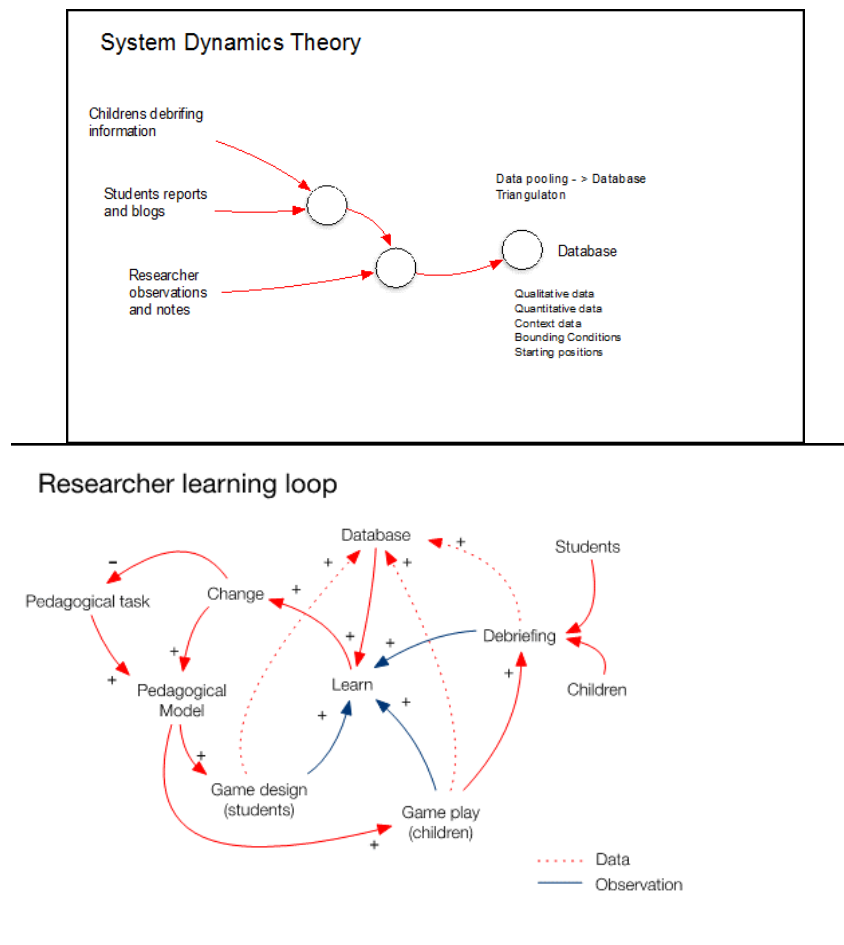 System Dynamics Theory
Childrens debrifing
information
Students reports
and blogs
Researcher
observations
and notes
Data pooling - > Database
Triangulaton
Database
Qualitative data
Quantitative data
Context data
Bounding Conditions
Starting positions
Researcher learning loop
Database
Students
Pedagogical task
Change
Debriefing
Learn
Children
Pedagogical
Model
Game design
(students)
Game play
(children)
Data
Observation
–
+
+
+
+
+
+
+
+
+
+
+
+
+